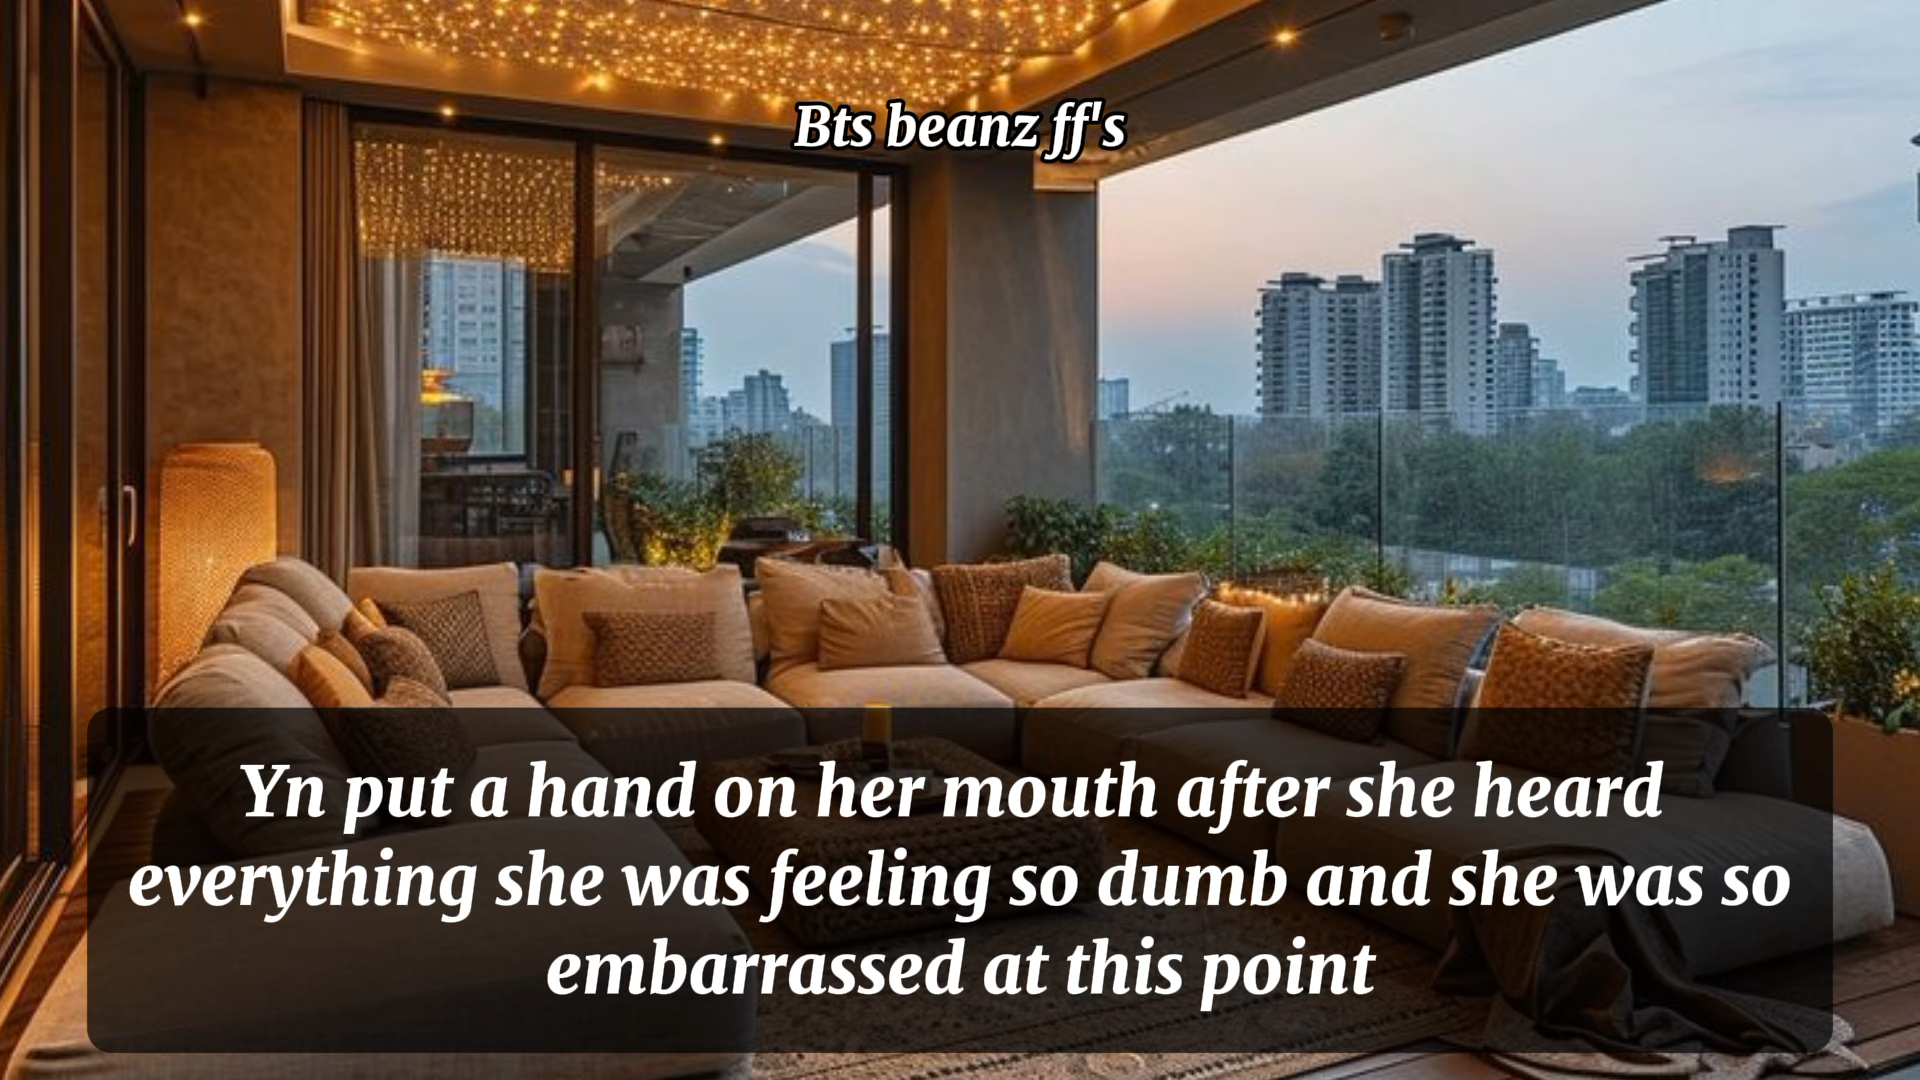 Bts beanz ff's
Yn put a hand on her mouth after she heard
everything she was feeling so dumb and she was so
embarrassed at this point